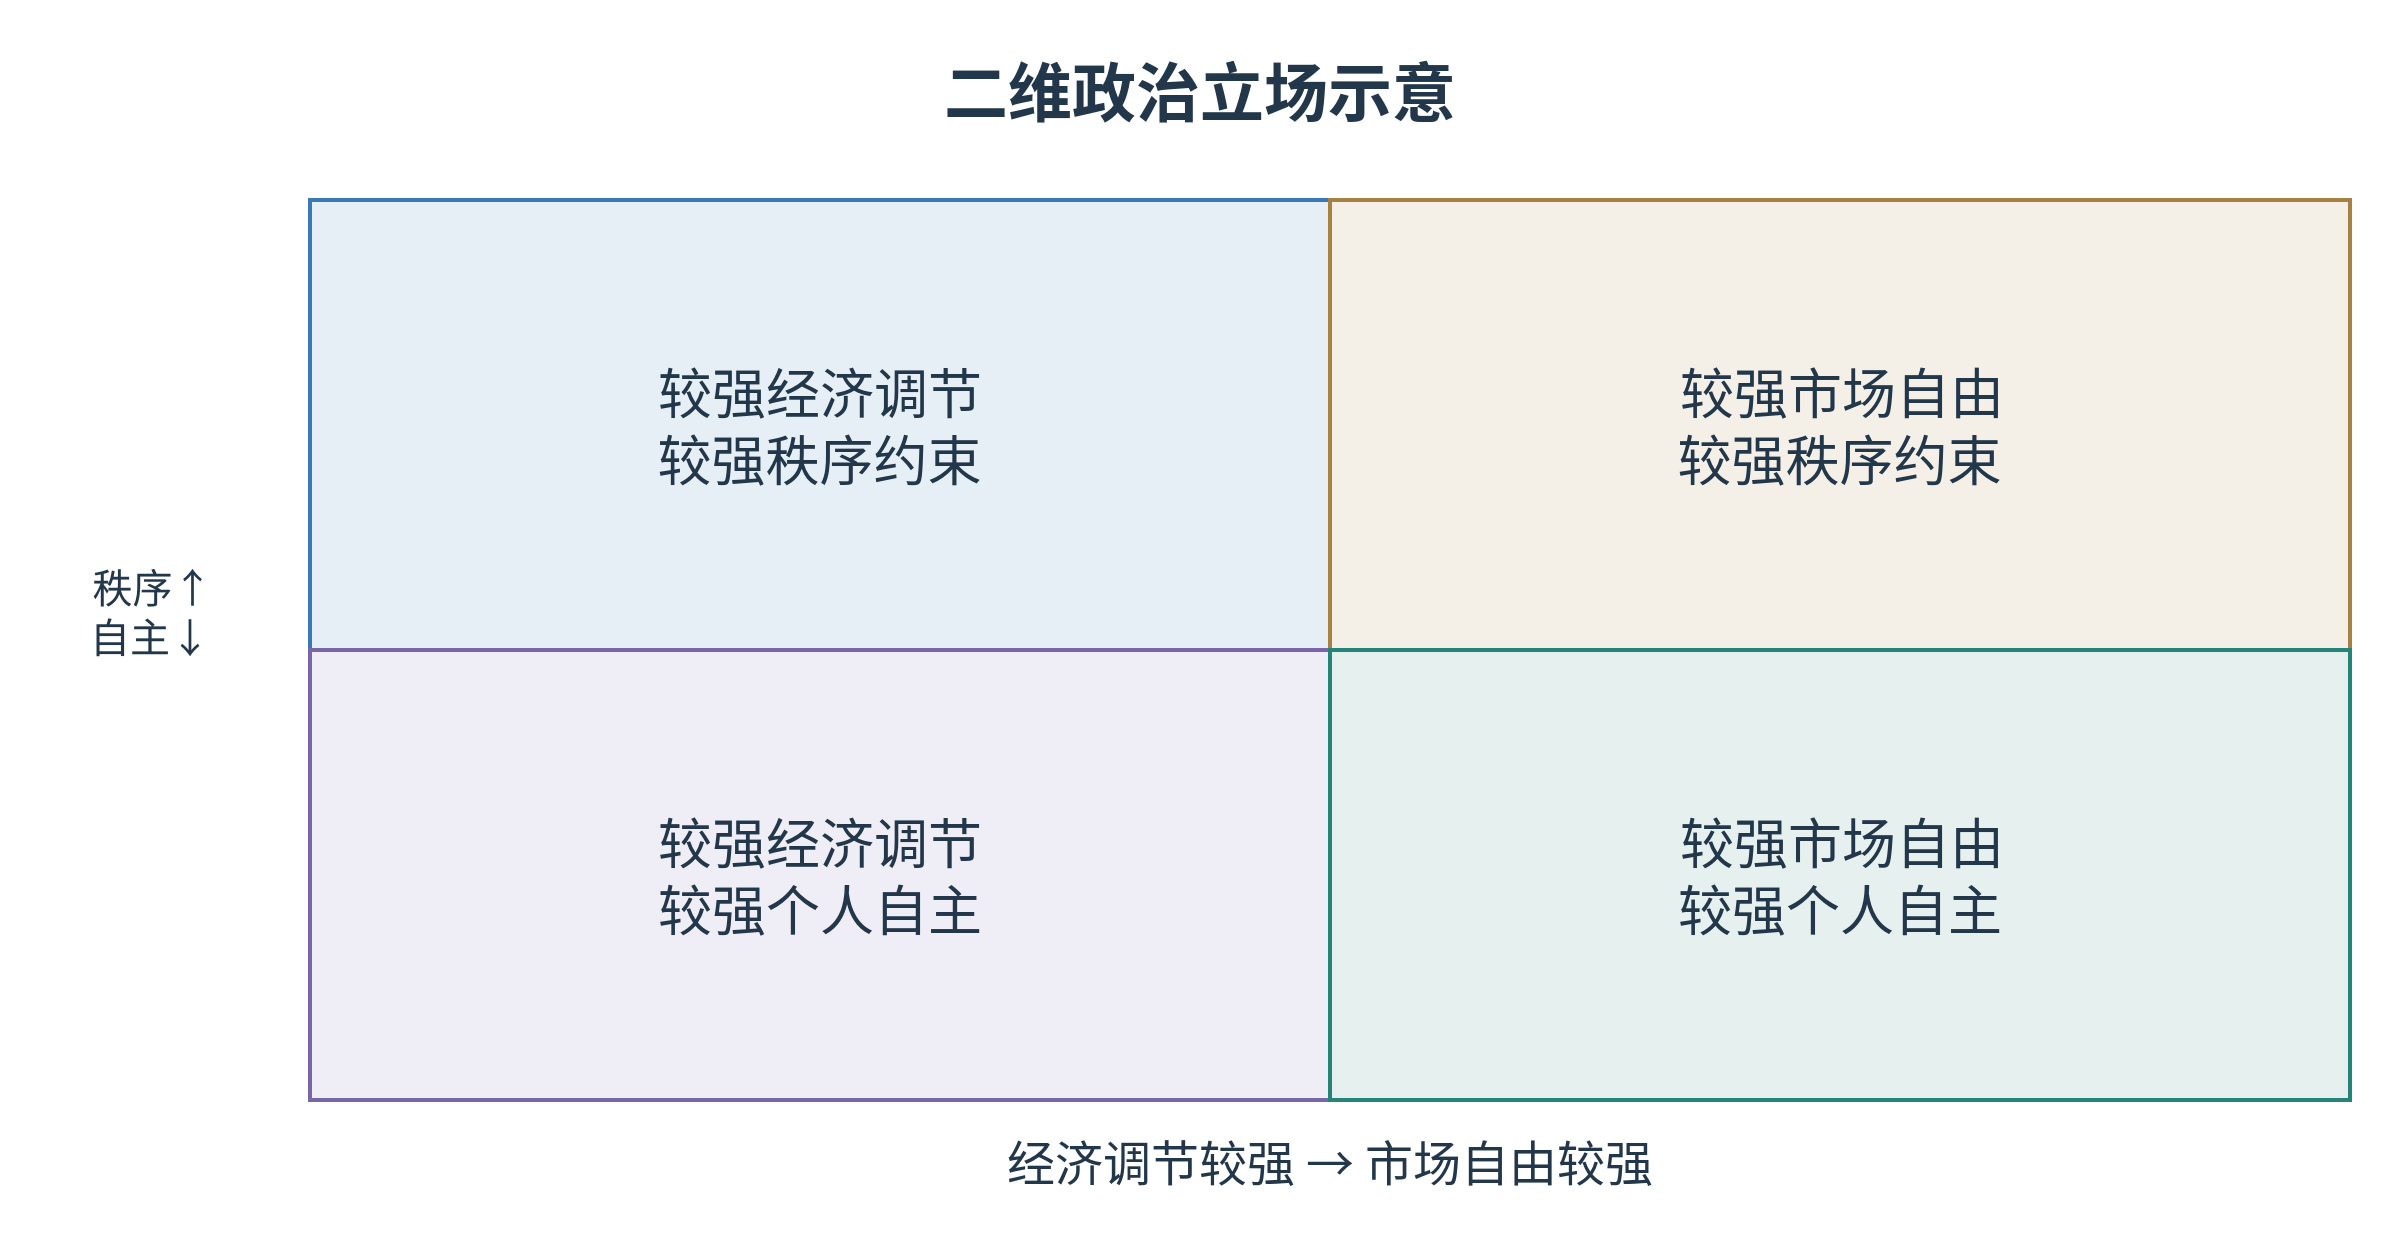 二维政治立场示意
较强经济调节
较强秩序约束
较强市场自由
较强秩序约束
秩序↑
自主↓
较强经济调节
较强个人自主
较强市场自由
较强个人自主
经济调节较强 → 市场自由较强